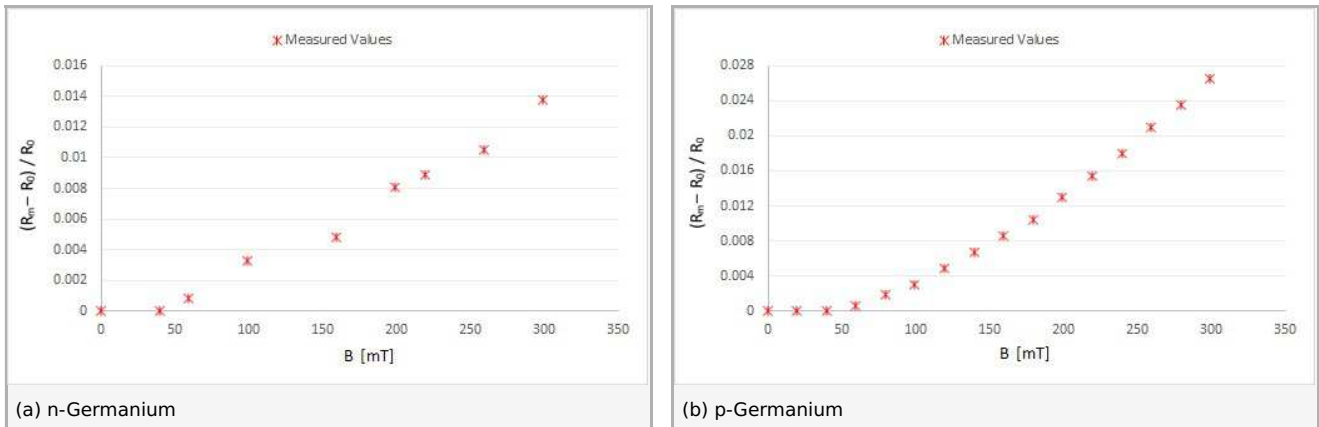 Measured Values
0.016
0.014
0.012
0.01
0.008
0.006
0.004
0.002
0
(Rm – R0) / R0
0 50 100 150 200 250 300 350
B [mT]
(a) n-Germanium
Measured Values
0.028
0.024
0.02
0.016
0.012
0.008
0.004
0
(Rm – R0) / R0
0 50 100 150 200 250 300 350
B [mT]
(b) p-Germanium